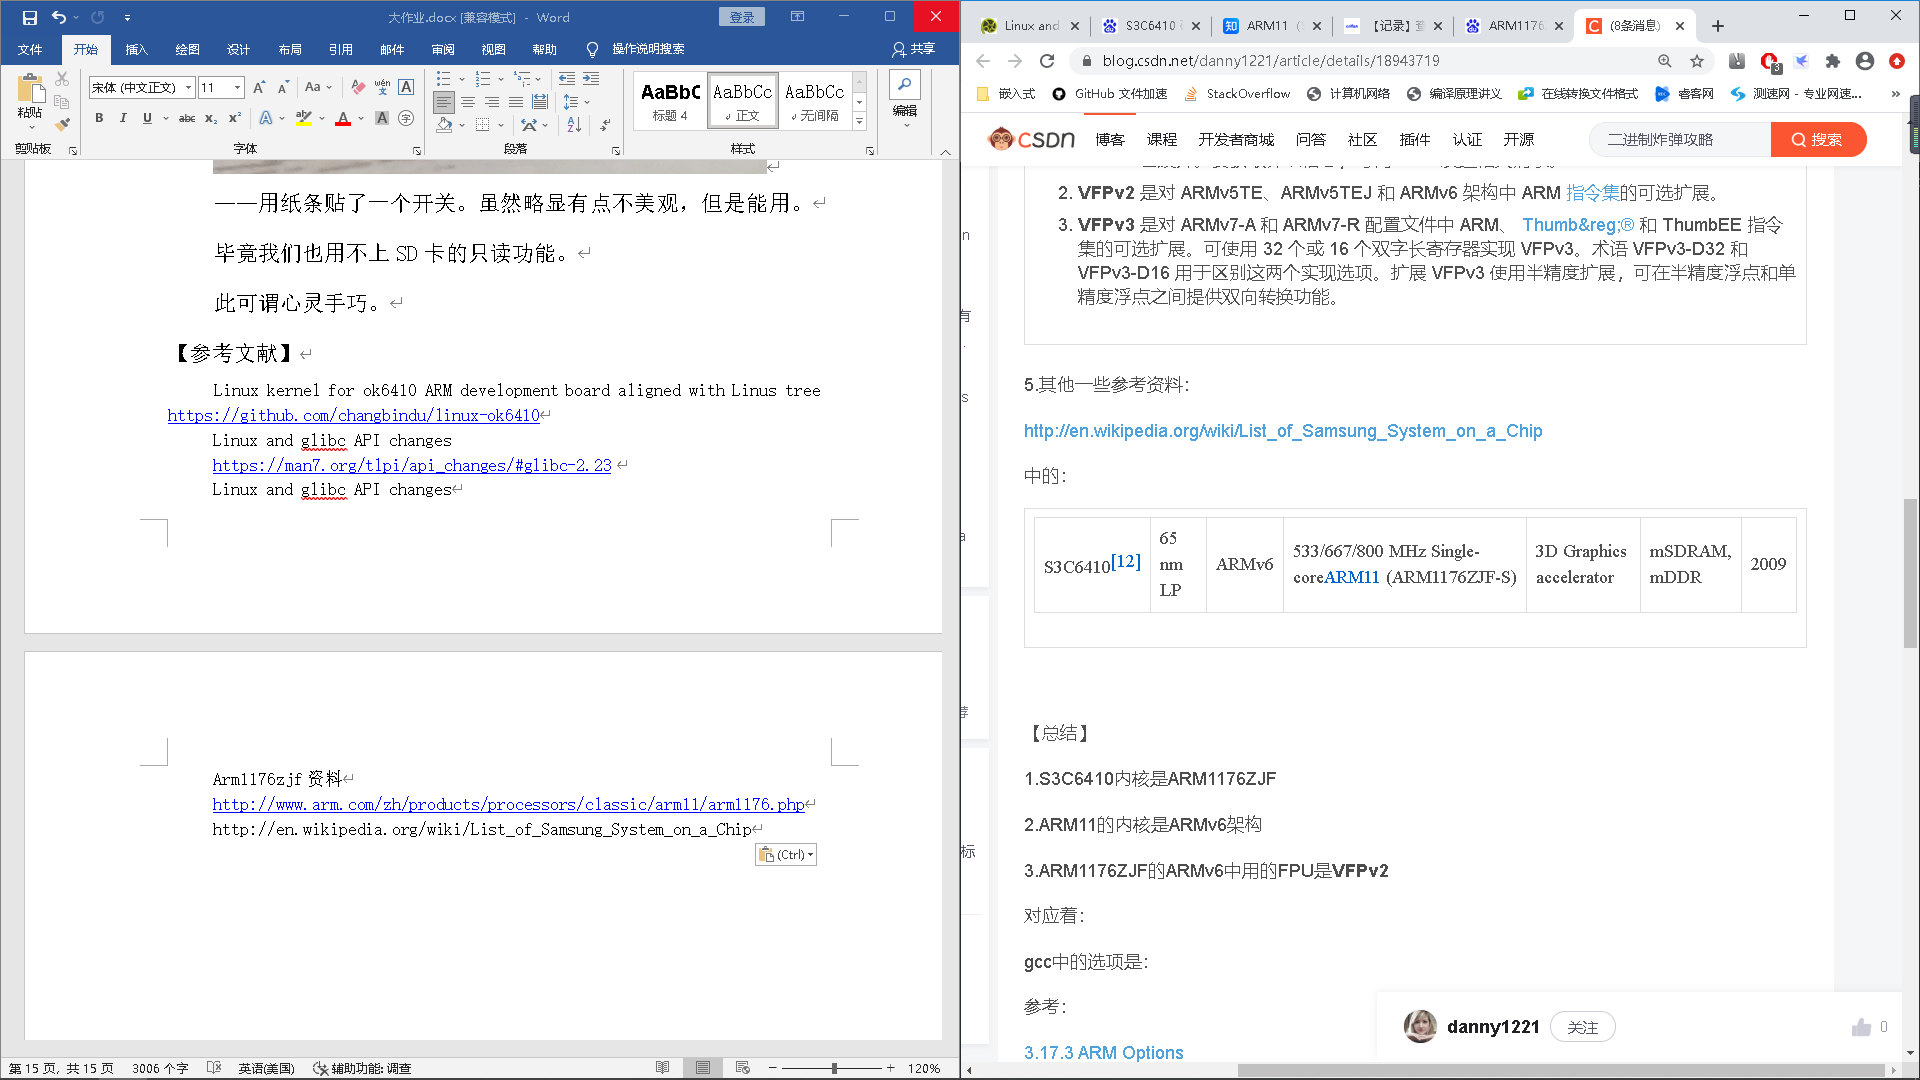 大作业.docx [兼容模式] - Word
登录
文件 开始 插入 绘图 设计 布局 引用 邮件 审阅 视图 帮助 操作说明搜索 共享
宋体 (中文正文) 11
粘贴
剪贴板 字体 段落 样式 编辑
AaBbC AaBbCc AaBbCc
标题 4 正文 无间隔
——用纸条贴了一个开关。虽然略显有点不美观，但是能用。
毕竟我们也用不上 SD 卡的只读功能。
此可谓心灵手巧。
【参考文献】
Linux kernel for ok6410 ARM development board aligned with Linus tree
https://github.com/changbindu/linux-ok6410
Linux and glibc API changes
https://man7.org/tlpi/api_changes/#glibc-2.23
Linux and glibc API changes
Arm1176zjf 资料
http://www.arm.com/zh/products/processors/classic/arm11/arm1176.php
http://en.wikipedia.org/wiki/List_of_Samsung_System_on_a_Chip
(Ctrl)
第 15 页，共 15 页 3006 个字 英语(美国) 辅助功能: 调查 120%
Linux and S3C6410 ARM11 【记录】 ARM1176 (8条消息)
blog.csdn.net/danny1221/article/details/18943719
3
嵌入式 GitHub 文件加速 StackOverflow 计算机网络 编译原理讲义 在线转换文件格式 睿客网 测速网 - 专业网速...
CSDN 博客 课程 开发者商城 问答 社区 插件 认证 开源 二进制炸弹攻略 搜索
2. VFPv2 是对 ARMv5TE、ARMv5TEJ 和 ARMv6 架构中 ARM 指令集的可选扩展。
3. VFPv3 是对 ARMv7-A 和 ARMv7-R 配置文件中 ARM、 Thumb&reg;® 和 ThumbEE 指令
集的可选扩展。可使用 32 个或 16 个双字长寄存器实现 VFPv3。术语 VFPv3-D32 和
VFPv3-D16 用于区别这两个实现选项。扩展 VFPv3 使用半精度扩展，可在半精度浮点和单
精度浮点之间提供双向转换功能。
5.其他一些参考资料：
http://en.wikipedia.org/wiki/List_of_Samsung_System_on_a_Chip
中的：
S3C6410[12] 65 nm LP ARMv6 533/667/800 MHz Single-coreARM11 (ARM1176ZJF-S) 3D Graphics accelerator mSDRAM, mDDR 2009
【总结】
1.S3C6410内核是ARM1176ZJF
2.ARM11的内核是ARMv6架构
3.ARM1176ZJF的ARMv6中用的FPU是VFPv2
对应着：
gcc中的选项是：
参考：
3.17.3 ARM Options
danny1221 关注 0